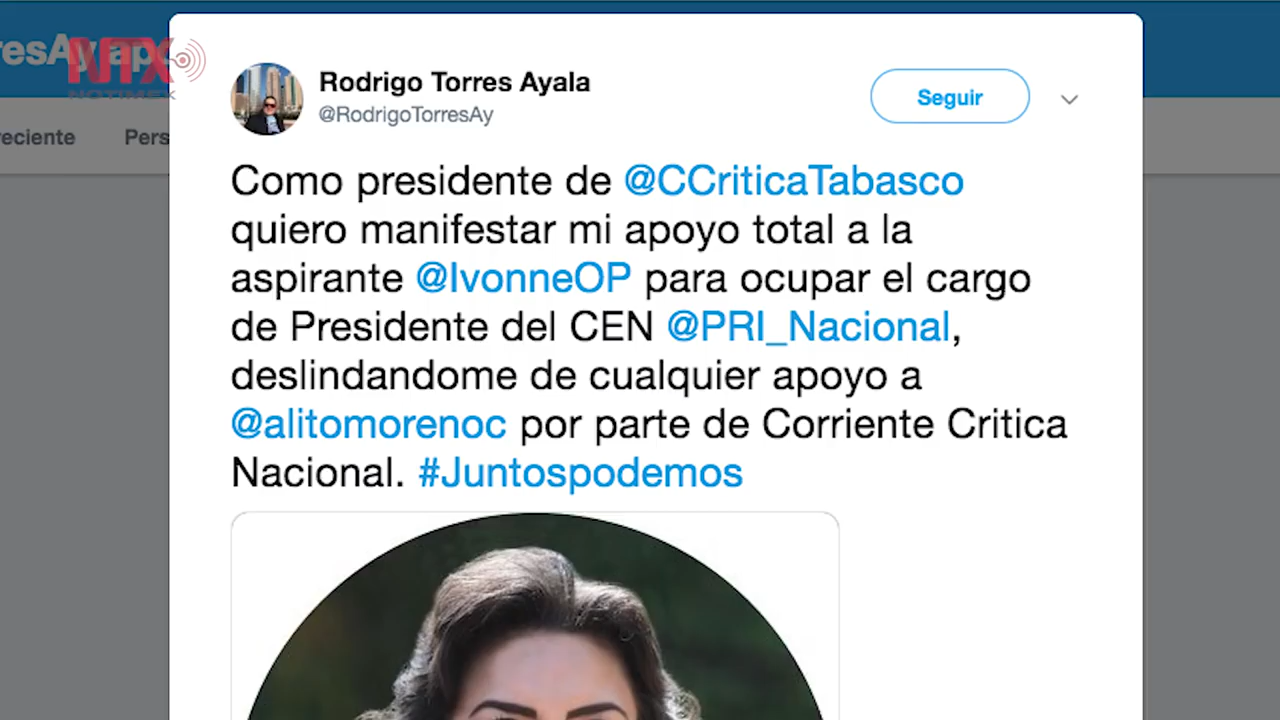 NTX
NOTIMEX
Rodrigo Torres Ayala
@RodrigoTorresAy
Seguir
Pers
Como presidente de @CCriticaTabasco
quiero manifestar mi apoyo total a la
aspirante @IvonneOP para ocupar el cargo
de Presidente del CEN @PRI_Nacional,
deslindandome de cualquier apoyo a
@alitomorenoc por parte de Corriente Critica
Nacional. #Juntospodemos